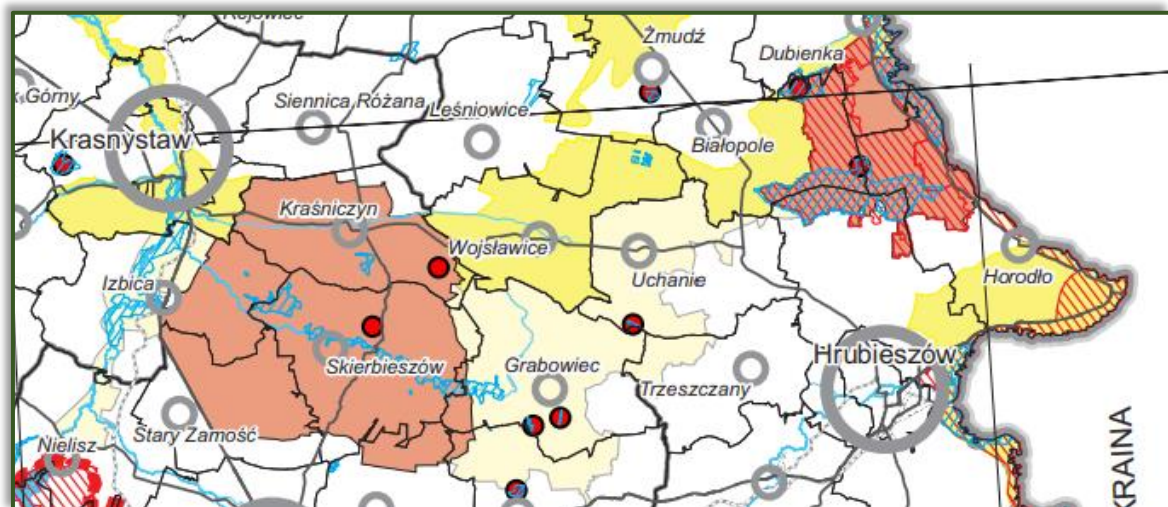 Rejowiec
Żmudź
Dubienka
k Górny
Siennica Różana
Leśniowice
Krasnystaw
Białopole
Kraśniczyn
Wojsławice
Uchanie
Horodło
Izbica
Skierbieszów
Grabowiec
Hrubieszów
Trzeszczany
Stary Zamość
Nielisz
KRAINA